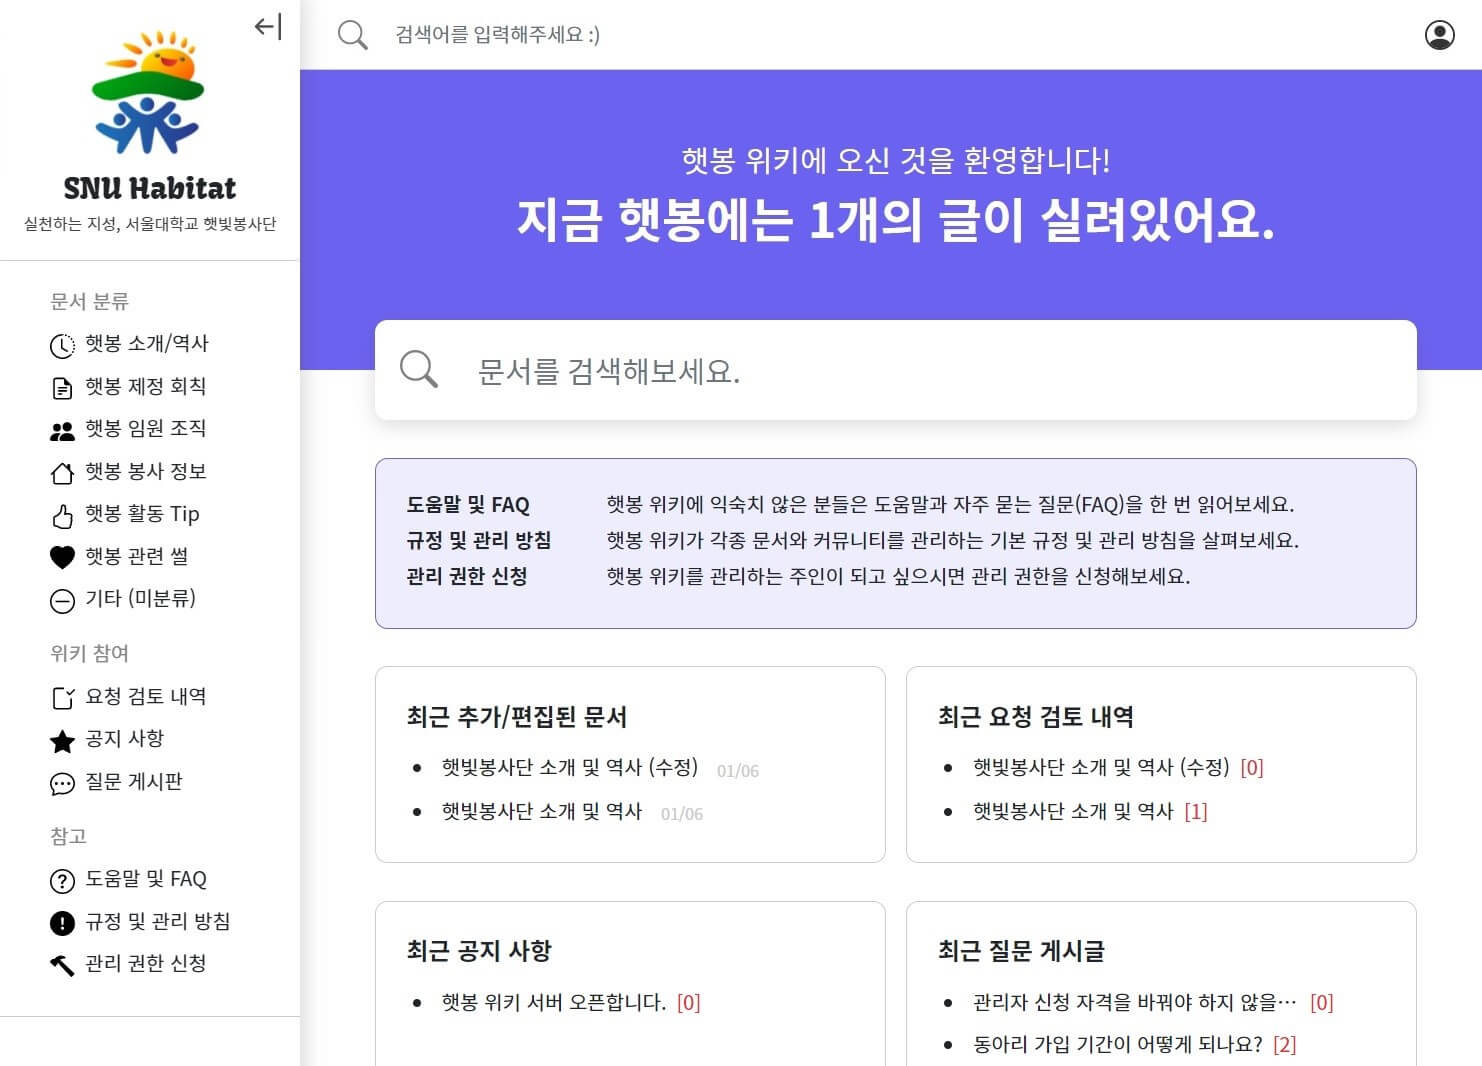 SNU Habitat
실천하는 지성, 서울대학교 햇빛봉사단
문서 분류
햇봉 소개/역사
햇봉 제정 회칙
햇봉 임원 조직
햇봉 봉사 정보
햇봉 활동 Tip
햇봉 관련 썰
기타 (미분류)
위키 참여
요청 검토 내역
공지 사항
질문 게시판
참고
도움말 및 FAQ
규정 및 관리 방침
관리 권한 신청
검색어를 입력해주세요 :)
햇봉 위키에 오신 것을 환영합니다!
지금 햇봉에는 1개의 글이 실려있어요.
문서를 검색해보세요.
도움말 및 FAQ 햇봉 위키에 익숙치 않은 분들은 도움말과 자주 묻는 질문(FAQ)을 한 번 읽어보세요.
규정 및 관리 방침 햇봉 위키가 각종 문서와 커뮤니티를 관리하는 기본 규정 및 관리 방침을 살펴보세요.
관리 권한 신청 햇봉 위키를 관리하는 주인이 되고 싶으시면 관리 권한을 신청해보세요.
최근 추가/편집된 문서
• 햇빛봉사단 소개 및 역사 (수정) 01/06
• 햇빛봉사단 소개 및 역사 01/06
최근 요청 검토 내역
• 햇빛봉사단 소개 및 역사 (수정) [0]
• 햇빛봉사단 소개 및 역사 [1]
최근 공지 사항
• 햇봉 위키 서버 오픈합니다. [0]
최근 질문 게시글
• 관리자 신청 자격을 바꿔야 하지 않을… [0]
• 동아리 가입 기간이 어떻게 되나요? [2]